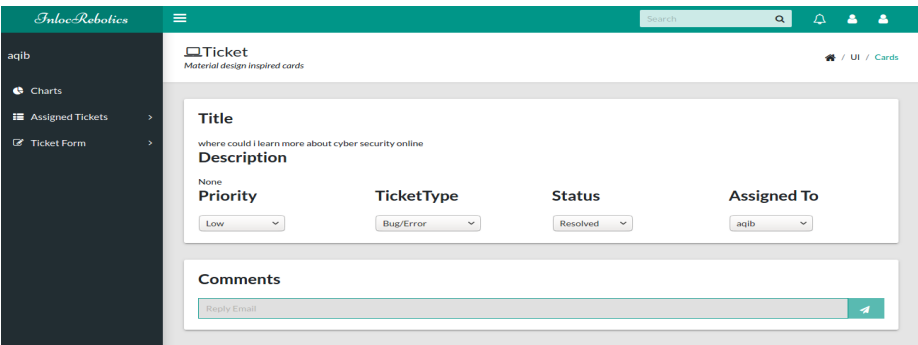 InlocRobotics
Search
aqib
Ticket
Material design inspired cards
/ UI / Cards
Charts
Assigned Tickets
Ticket Form
Title
where could i learn more about cyber security online
Description
None
Priority TicketType Status Assigned To
Low Bug/Error Resolved aqib
Comments
Reply Email